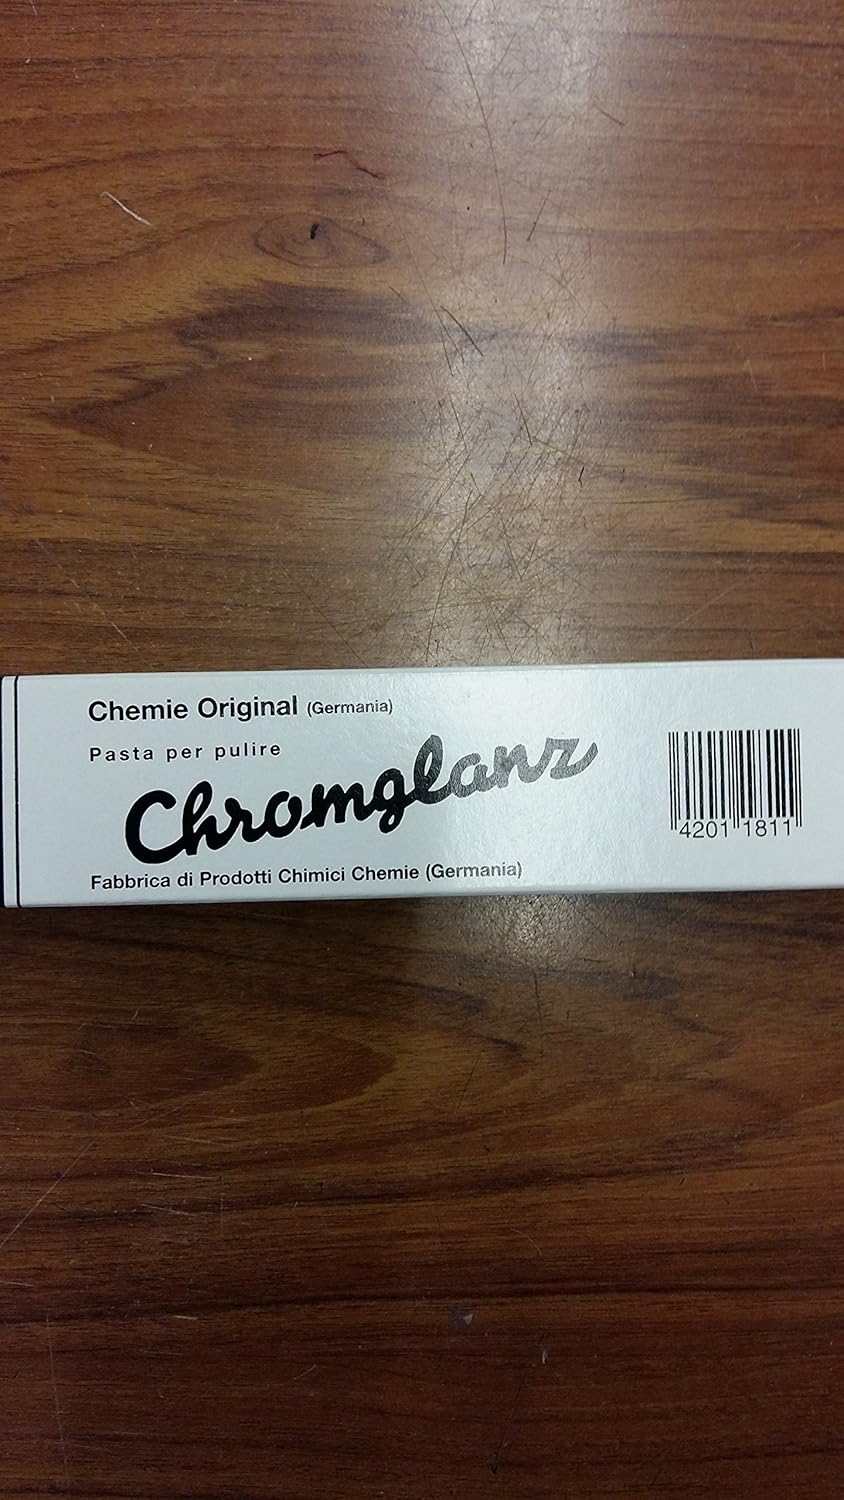 Chemie Original (Germania)
Pasta per pulire
Chromglanz
Fabbrica di Prodotti Chimici Chemie (Germania)
4201 1811